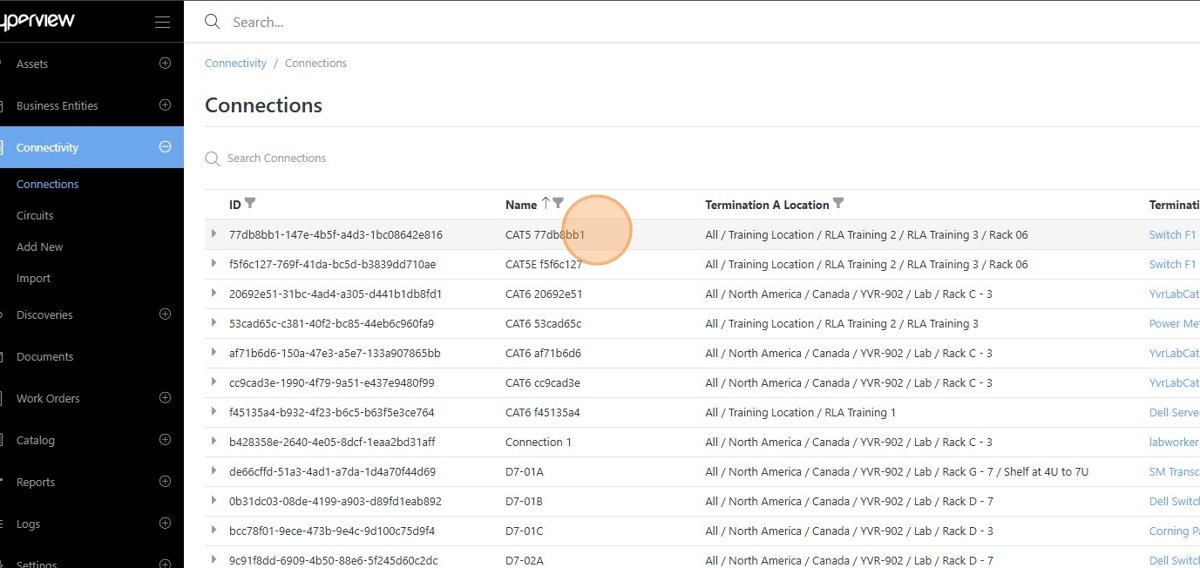 yperview
Search...
Assets
Business Entities
Connectivity
Connections
Circuits
Add New
Import
Discoveries
Documents
Work Orders
Catalog
Reports
Logs
Settings
Connectivity / Connections
Connections
Search Connections
ID Name Termination A Location Terminati
77db8bb1-147e-4b5f-a4d3-1bc08642e816 CAT5 77db8bb1 All / Training Location / RLA Training 2 / RLA Training 3 / Rack 06 Switch F1
f5f6c127-769f-41da-bc5d-b3839dd710ae CAT5E f5f6c127 All / Training Location / RLA Training 2 / RLA Training 3 / Rack 06 Switch F1
20692e51-31bc-4ad4-a305-d441b1db8fd1 CAT6 20692e51 All / North America / Canada / YVR-902 / Lab / Rack C - 3 YvrLabCat
53cad65c-c381-40f2-bc85-44eb6c960fa9 CAT6 53cad65c All / Training Location / RLA Training 2 / RLA Training 3 Power Me
af71b6d6-150a-47e3-a5e7-133a907865bb CAT6 af71b6d6 All / North America / Canada / YVR-902 / Lab / Rack C - 3 YvrLabCat
cc9cad3e-1990-4f79-9a51-e437e9480f99 CAT6 cc9cad3e All / North America / Canada / YVR-902 / Lab / Rack C - 3 YvrLabCat
f45135a4-b932-4f23-b6c5-b63f5e3ce764 CAT6 f45135a4 All / Training Location / RLA Training 1 Dell Serve
b428358e-2640-4e05-8dcf-1eaa2bd31aff Connection 1 All / North America / Canada / YVR-902 / Lab / Rack C - 3 labworker
de66cffd-51a3-4ad1-a7da-1d4a70f44d69 D7-01A All / North America / Canada / YVR-902 / Lab / Rack G - 7 / Shelf at 4U to 7U SM Transc
0b31dc03-08de-4199-a903-d89fd1eab892 D7-01B All / North America / Canada / YVR-902 / Lab / Rack D - 7 Dell Switc
bcc78f01-9ece-473b-9e4c-9d100c75d9f4 D7-01C All / North America / Canada / YVR-902 / Lab / Rack D - 3 Corning Pa
9c91f8dd-6909-4b50-88e6-5f245d60c2dc D7-02A All / North America / Canada / YVR-902 / Lab / Rack D - 7 Dell Switc